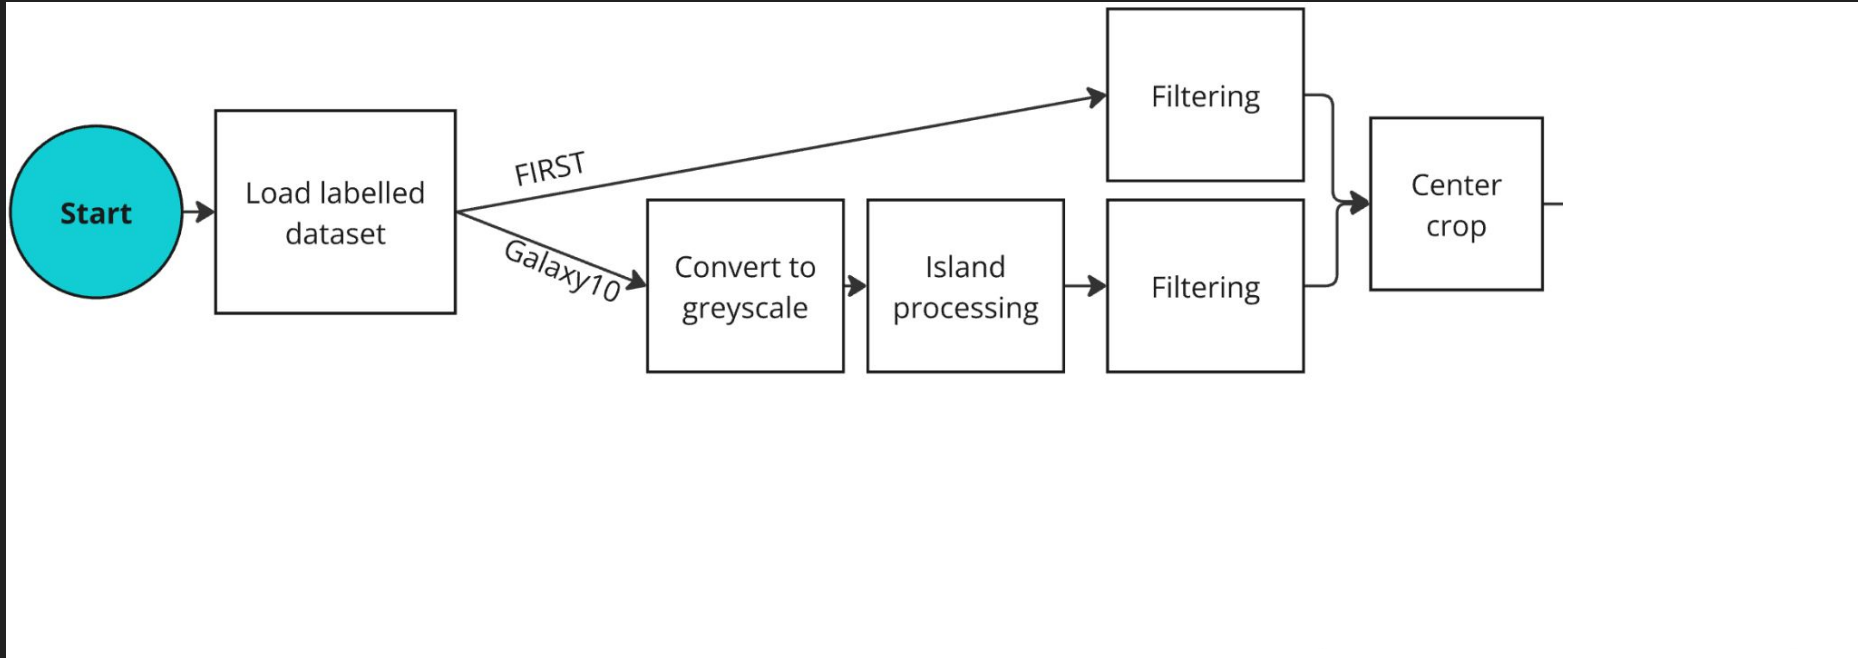 Start
Load labelled
dataset
FIRST
Galaxy10
Filtering
Convert to
greyscale
Island
processing
Filtering
Center
crop